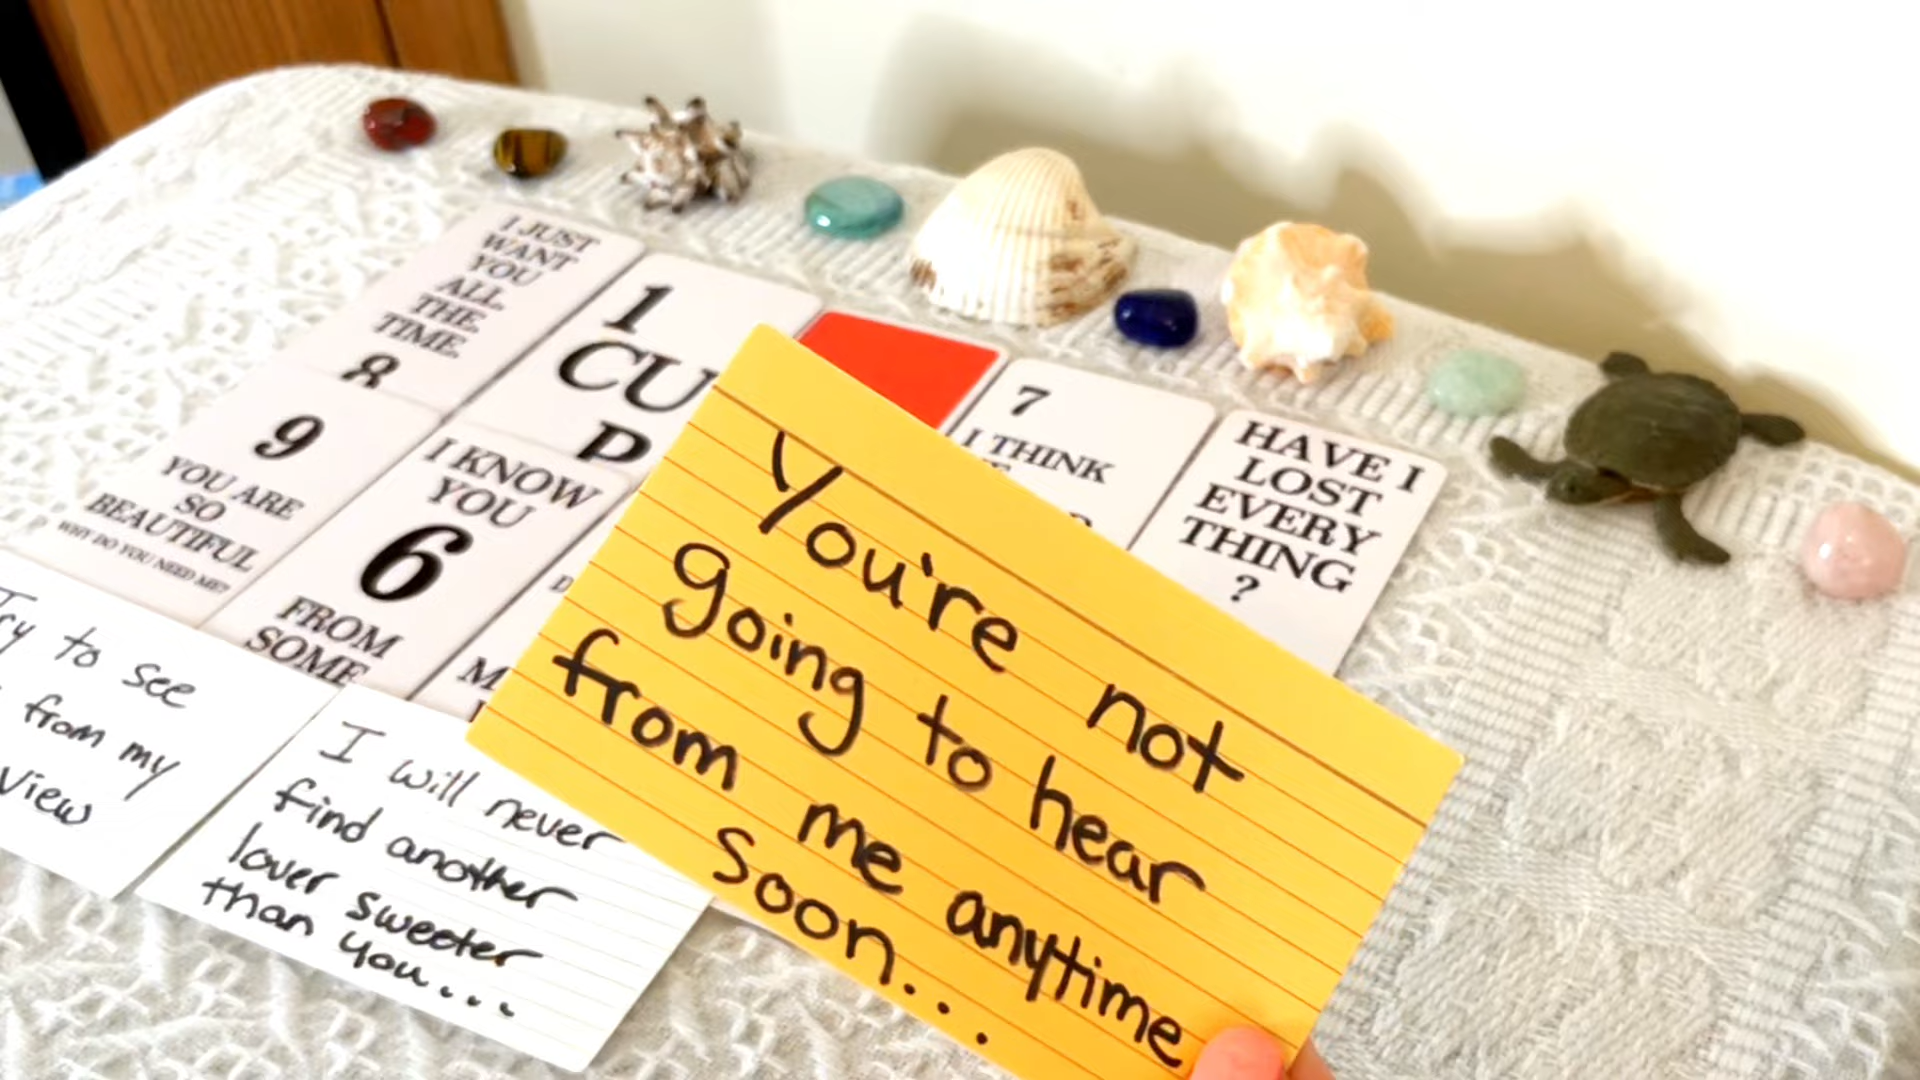 I JUST
WANT
YOU
ALL
THE
TIME.
8
1
CU
P
7
I THINK
HAVE I
LOST
EVERY
THING
?
9
YOU ARE
SO
BEAUTIFUL
WHY DO YOU NEED ME?
I KNOW
YOU
6
FROM
SOME
Try to see
from my
view
I will never
find another
lover sweeter
than you...
You're not
going to hear
from me anytime
soon...